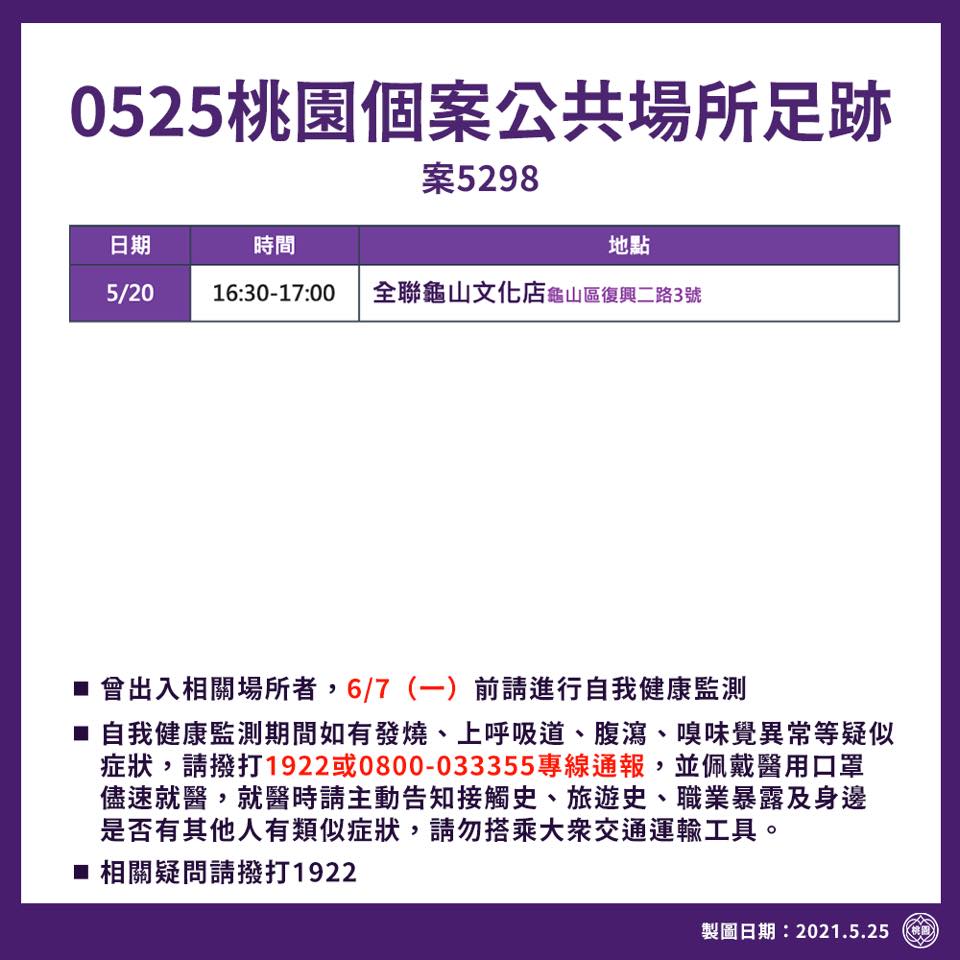 0525桃園個案公共場所足跡
案5298
日期 時間 地點
5/20 16:30-17:00 全聯龜山文化店龜山區復興二路3號
■ 曾出入相關場所者，6/7（一）前請進行自我健康監測
■ 自我健康監測期間如有發燒、上呼吸道、腹瀉、嗅味覺異常等疑似
症狀，請撥打1922或0800-033355專線通報，並佩戴醫用口罩
儘速就醫，就醫時請主動告知接觸史、旅遊史、職業暴露及身邊
是否有其他人有類似症狀，請勿搭乘大眾交通運輸工具。
■ 相關疑問請撥打1922
製圖日期：2021.5.25 桃園